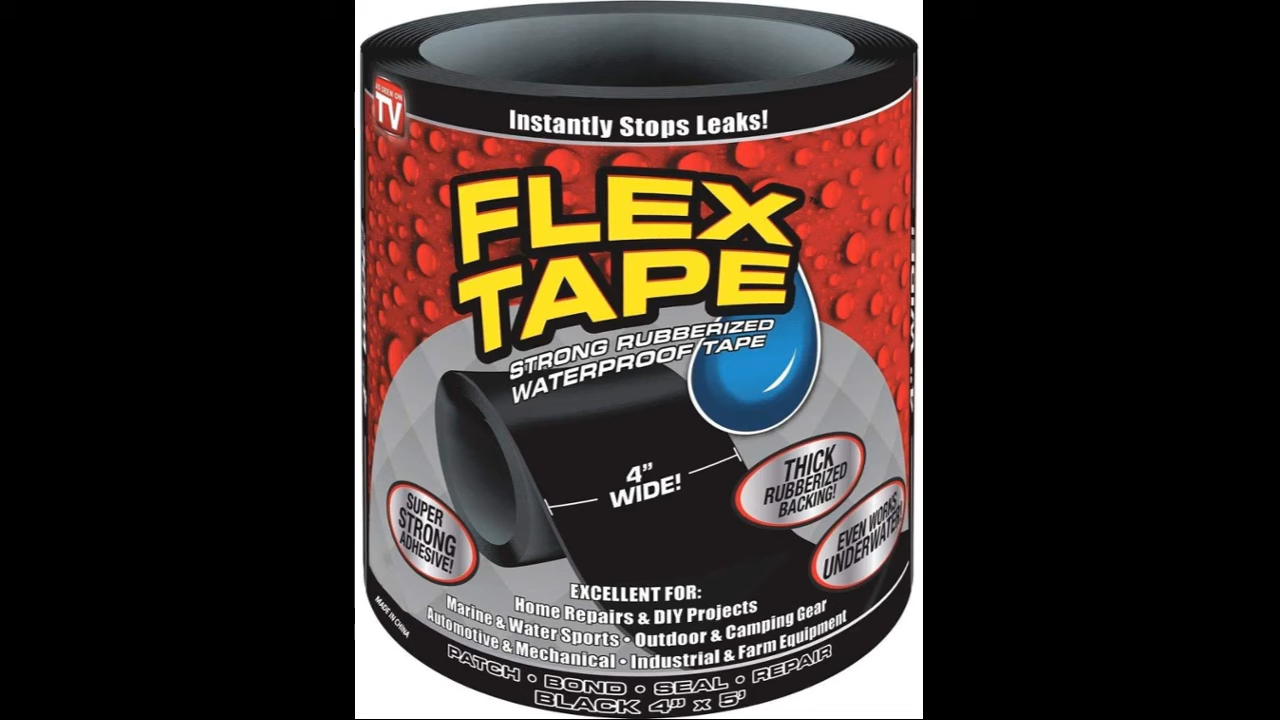 AS SEEN ON
TV
Instantly Stops Leaks!
FLEX
TAPE
STRONG RUBBERIZED
WATERPROOF TAPE
4”
WIDE!
THICK
RUBBERIZED
BACKING!
SUPER
STRONG
ADHESIVE!
EVEN WORKS
UNDERWATER!
EXCELLENT FOR:
Home Repairs & DIY Projects
Marine & Water Sports • Outdoor & Camping Gear
Automotive & Mechanical • Industrial & Farm Equipment
MADE IN CHINA
PATCH • BOND • SEAL • REPAIR
BLACK 4” x 5’